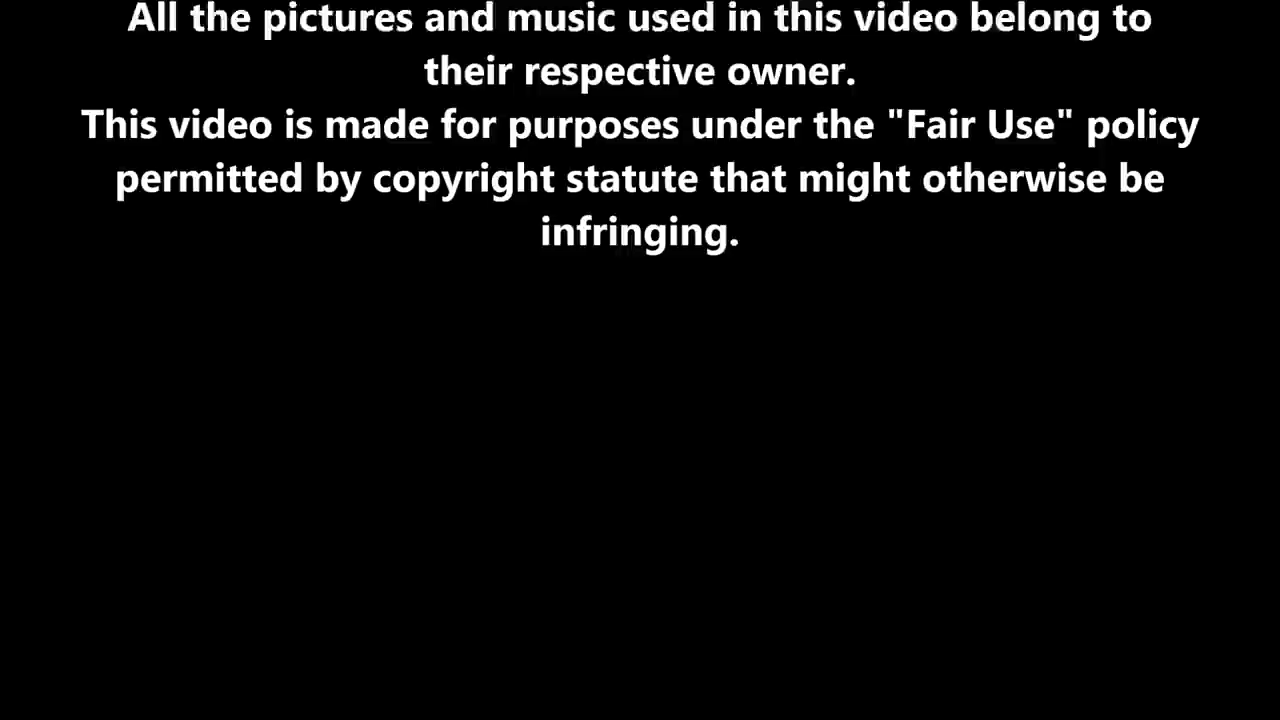 All the pictures and music used in this video belong to
their respective owner.
This video is made for purposes under the "Fair Use" policy
permitted by copyright statute that might otherwise be
infringing.